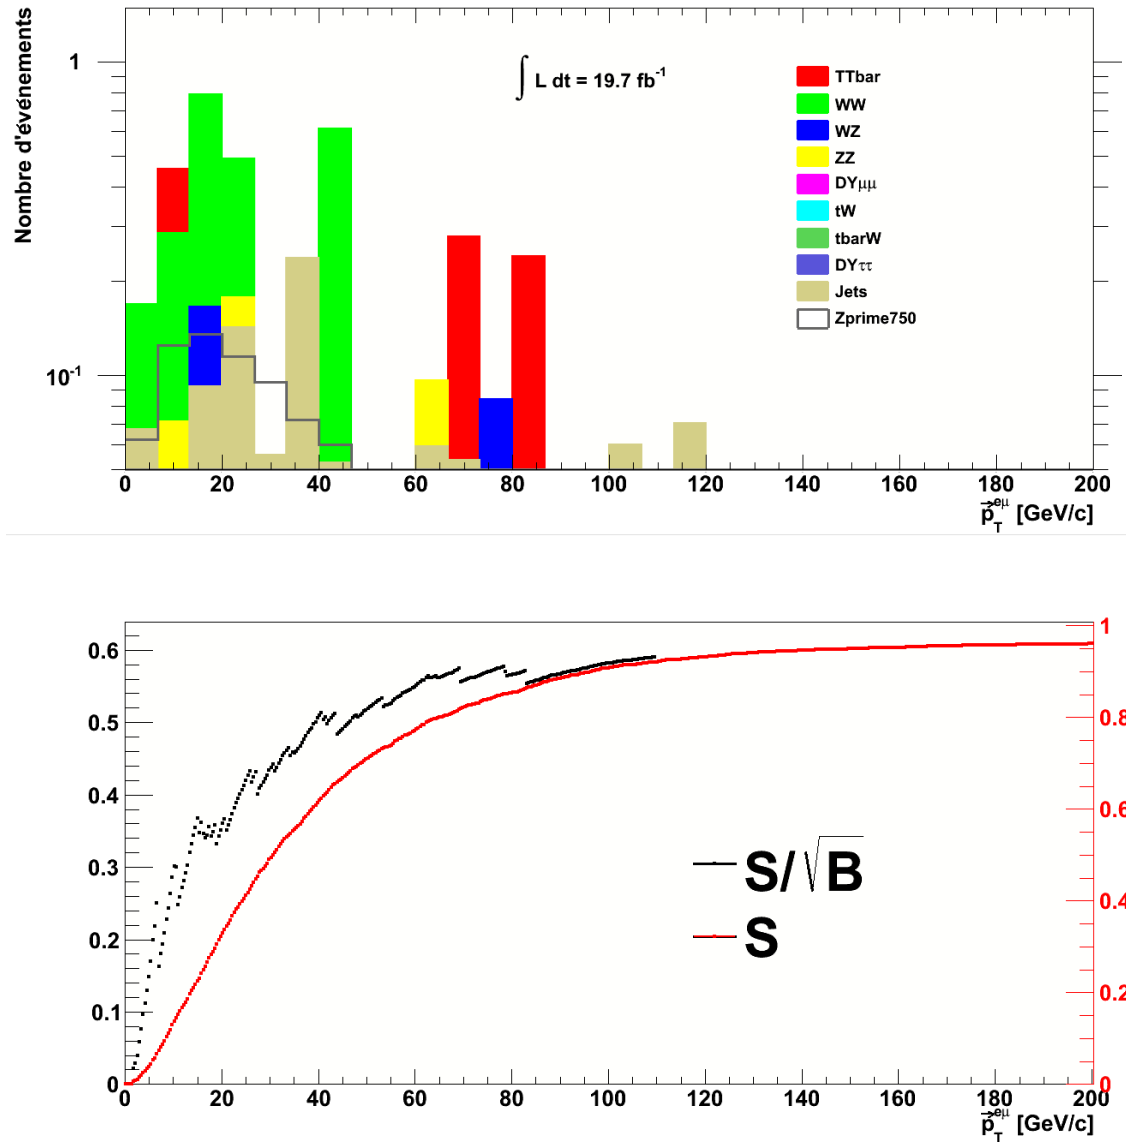 Nombre d'événements
1
10⁻¹
∫ L dt = 19.7 fb⁻¹
TTbar
WW
WZ
ZZ
DYμμ
tW
tbarW
DYττ
Jets
Zprime750
0 20 40 60 80 100 120 140 160 180 200
p⃗_T^eμ [GeV/c]
0.6
0.5
0.4
0.3
0.2
0.1
0
1
0.8
0.6
0.4
0.2
0
S/√B
S
0 20 40 60 80 100 120 140 160 180 200
p⃗_T^eμ [GeV/c]